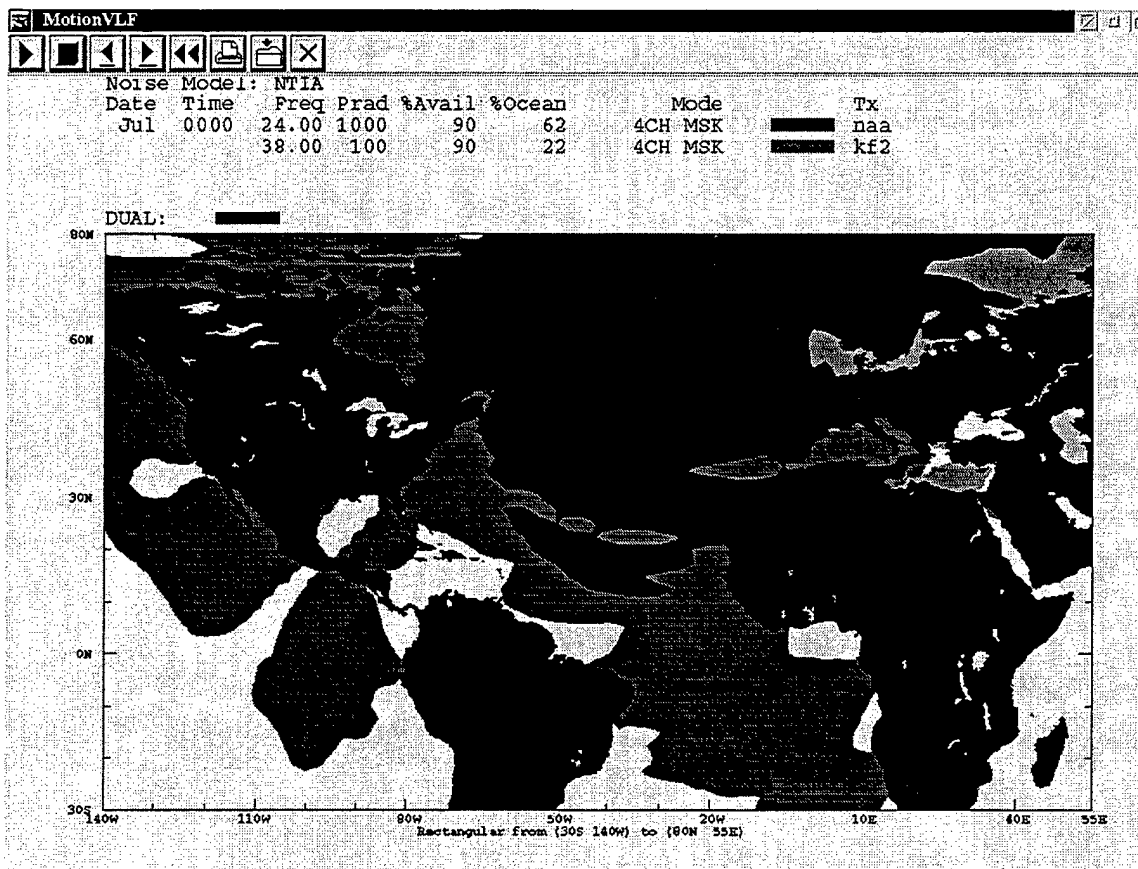 MotionVLF
Noise Model: NTIA
Date Time Freq Prad %Avail %Ocean Mode Tx
Jul 0000 24.00 1000 90 62 4CH MSK naa
38.00 100 90 22 4CH MSK kf2
DUAL:
80N
60N
30N
0N
30S
140W 110W 80W 50W 20W 10E 40E 55E
Rectangular from (30S 140W) to (80N 55E)